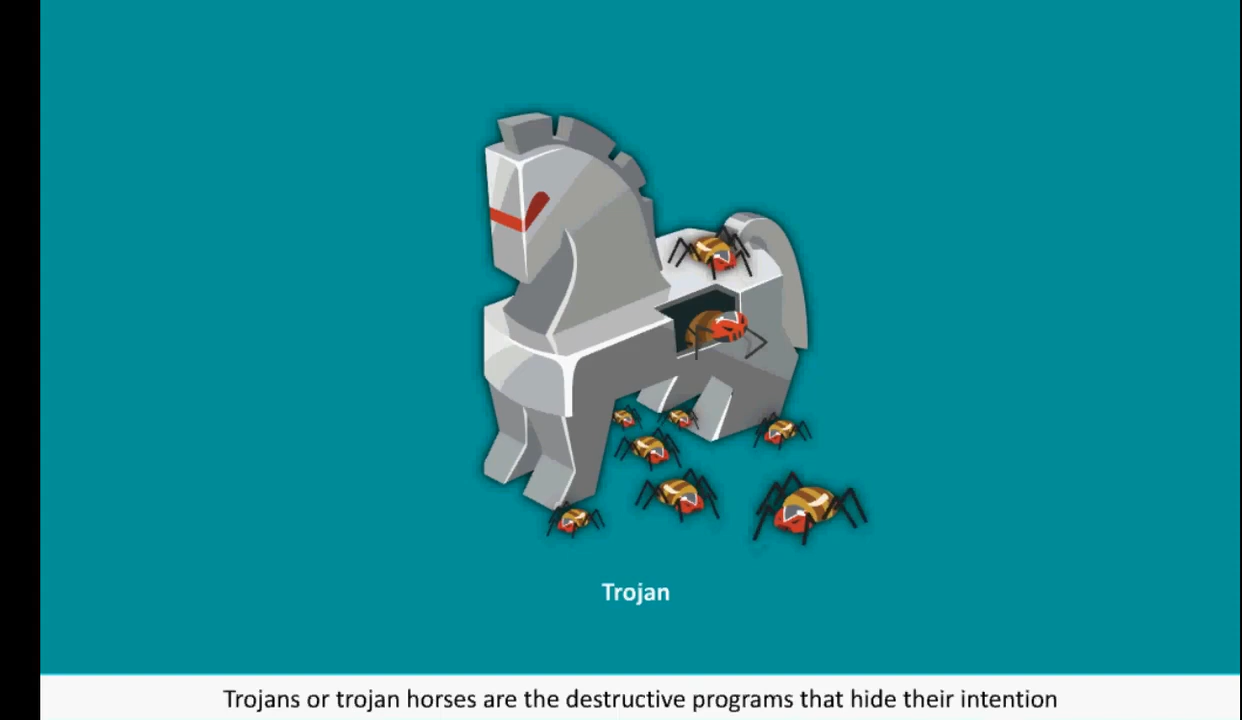 Trojan
Trojans or trojan horses are the destructive programs that hide their intention